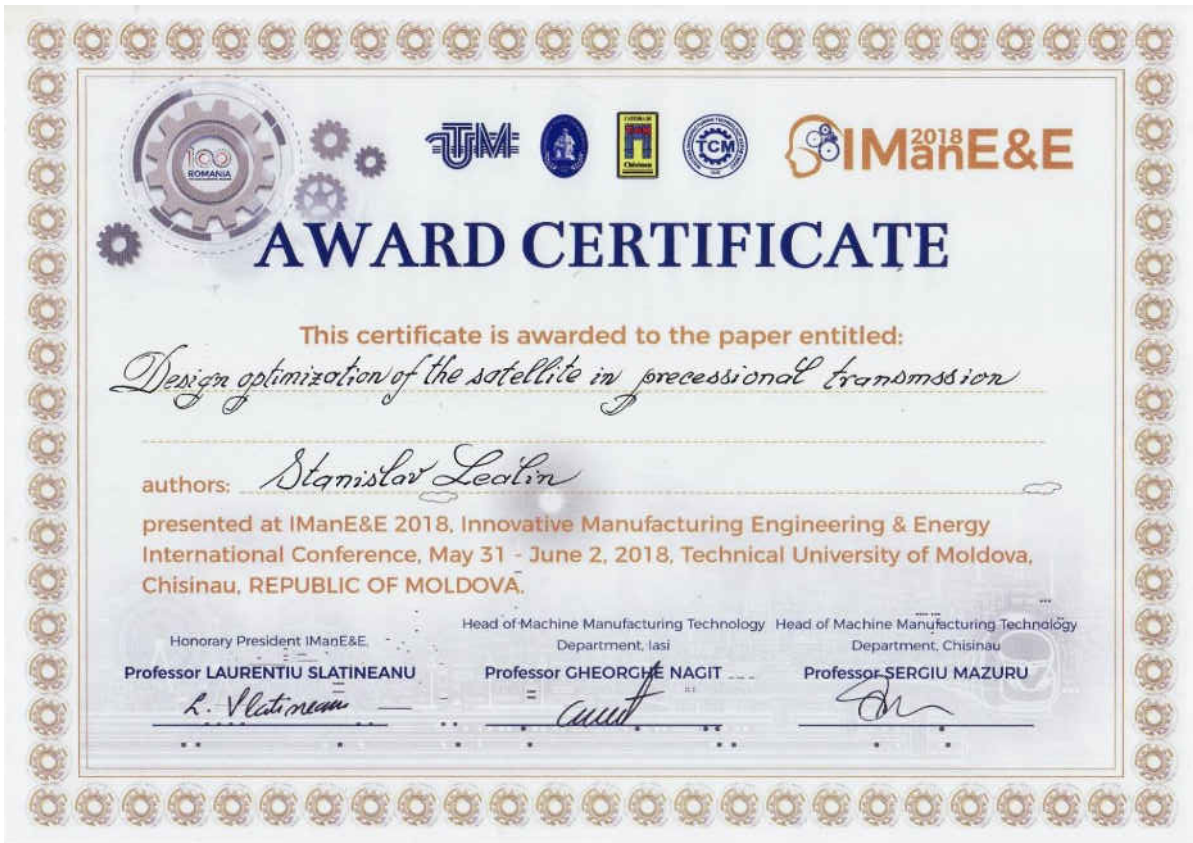 100
ROMANIA
UTM
TCM
IManE&E
2018
AWARD CERTIFICATE
This certificate is awarded to the paper entitled:
Design optimization of the satellite in precessional transmssion
authors: Stanislav Lealin
presented at IManE&E 2018, Innovative Manufacturing Engineering & Energy
International Conference, May 31 - June 2, 2018, Technical University of Moldova,
Chisinau, REPUBLIC OF MOLDOVA.
Honorary President IManE&E,
Professor LAURENTIU SLATINEANU
L. Slatineanu
Head of Machine Manufacturing Technology
Department, Iasi
Professor GHEORGHE NAGIT
Head of Machine Manufacturing Technology
Department, Chisinau
Professor SERGIU MAZURU